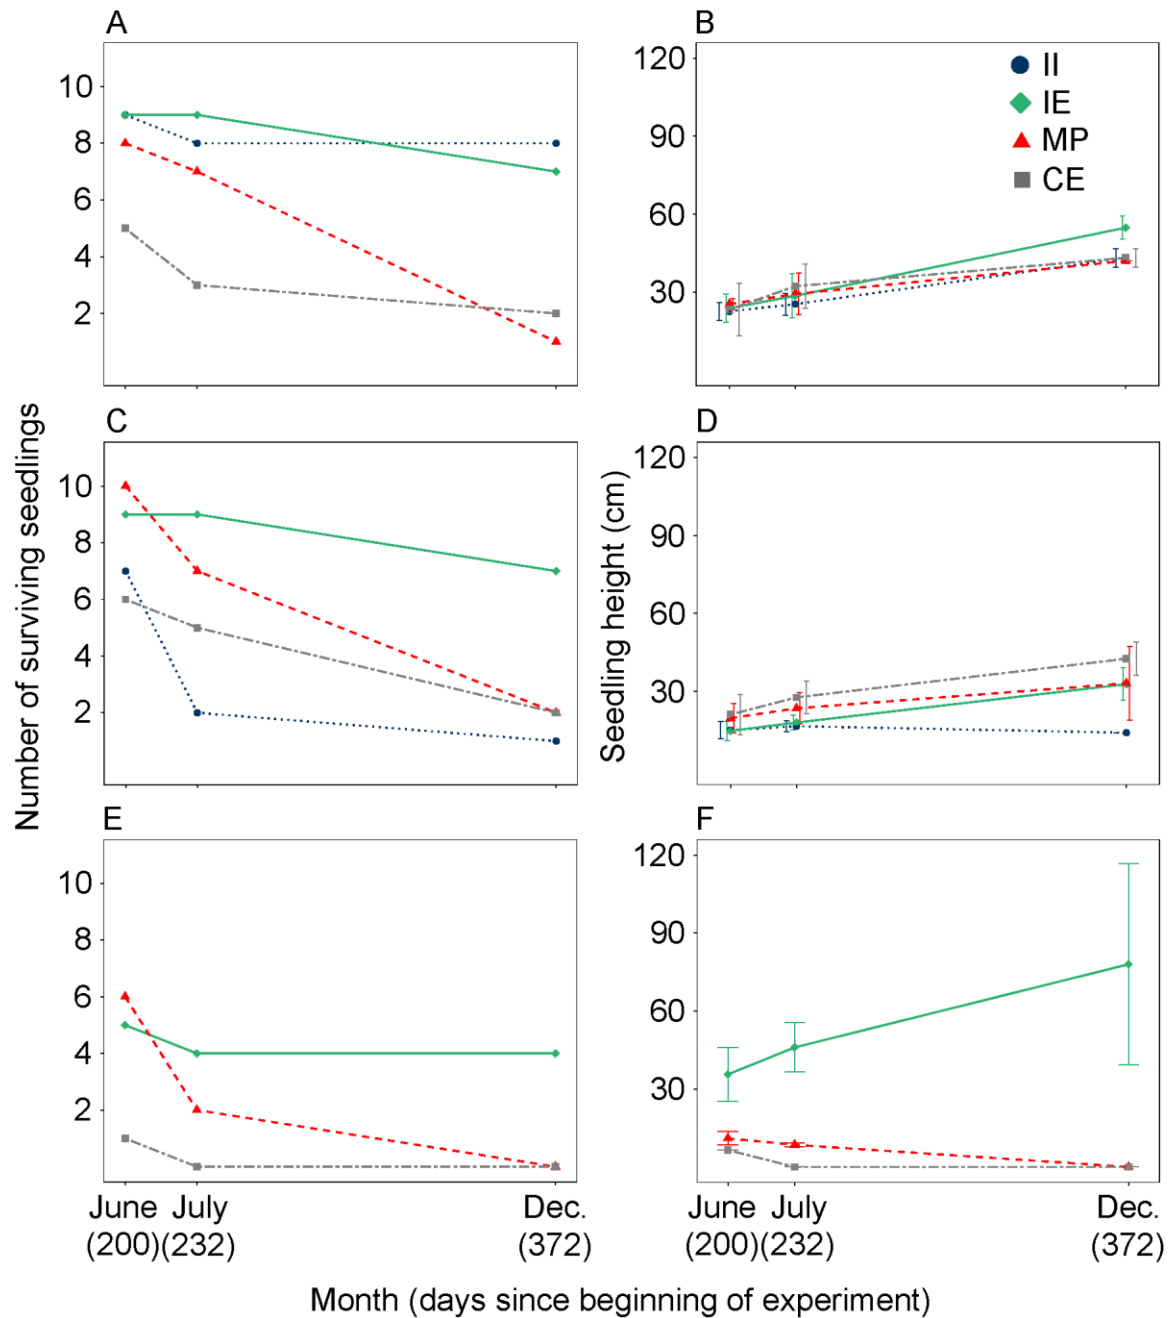 A
10
8
6
4
2
B
120
90
60
30
II
IE
MP
CE
C
10
8
6
4
2
D
120
90
60
30
E
10
8
6
4
2
F
120
90
60
30
Number of surviving seedlings
Seedling height (cm)
June July Dec.
(200) (232) (372)
June July Dec.
(200) (232) (372)
Month (days since beginning of experiment)